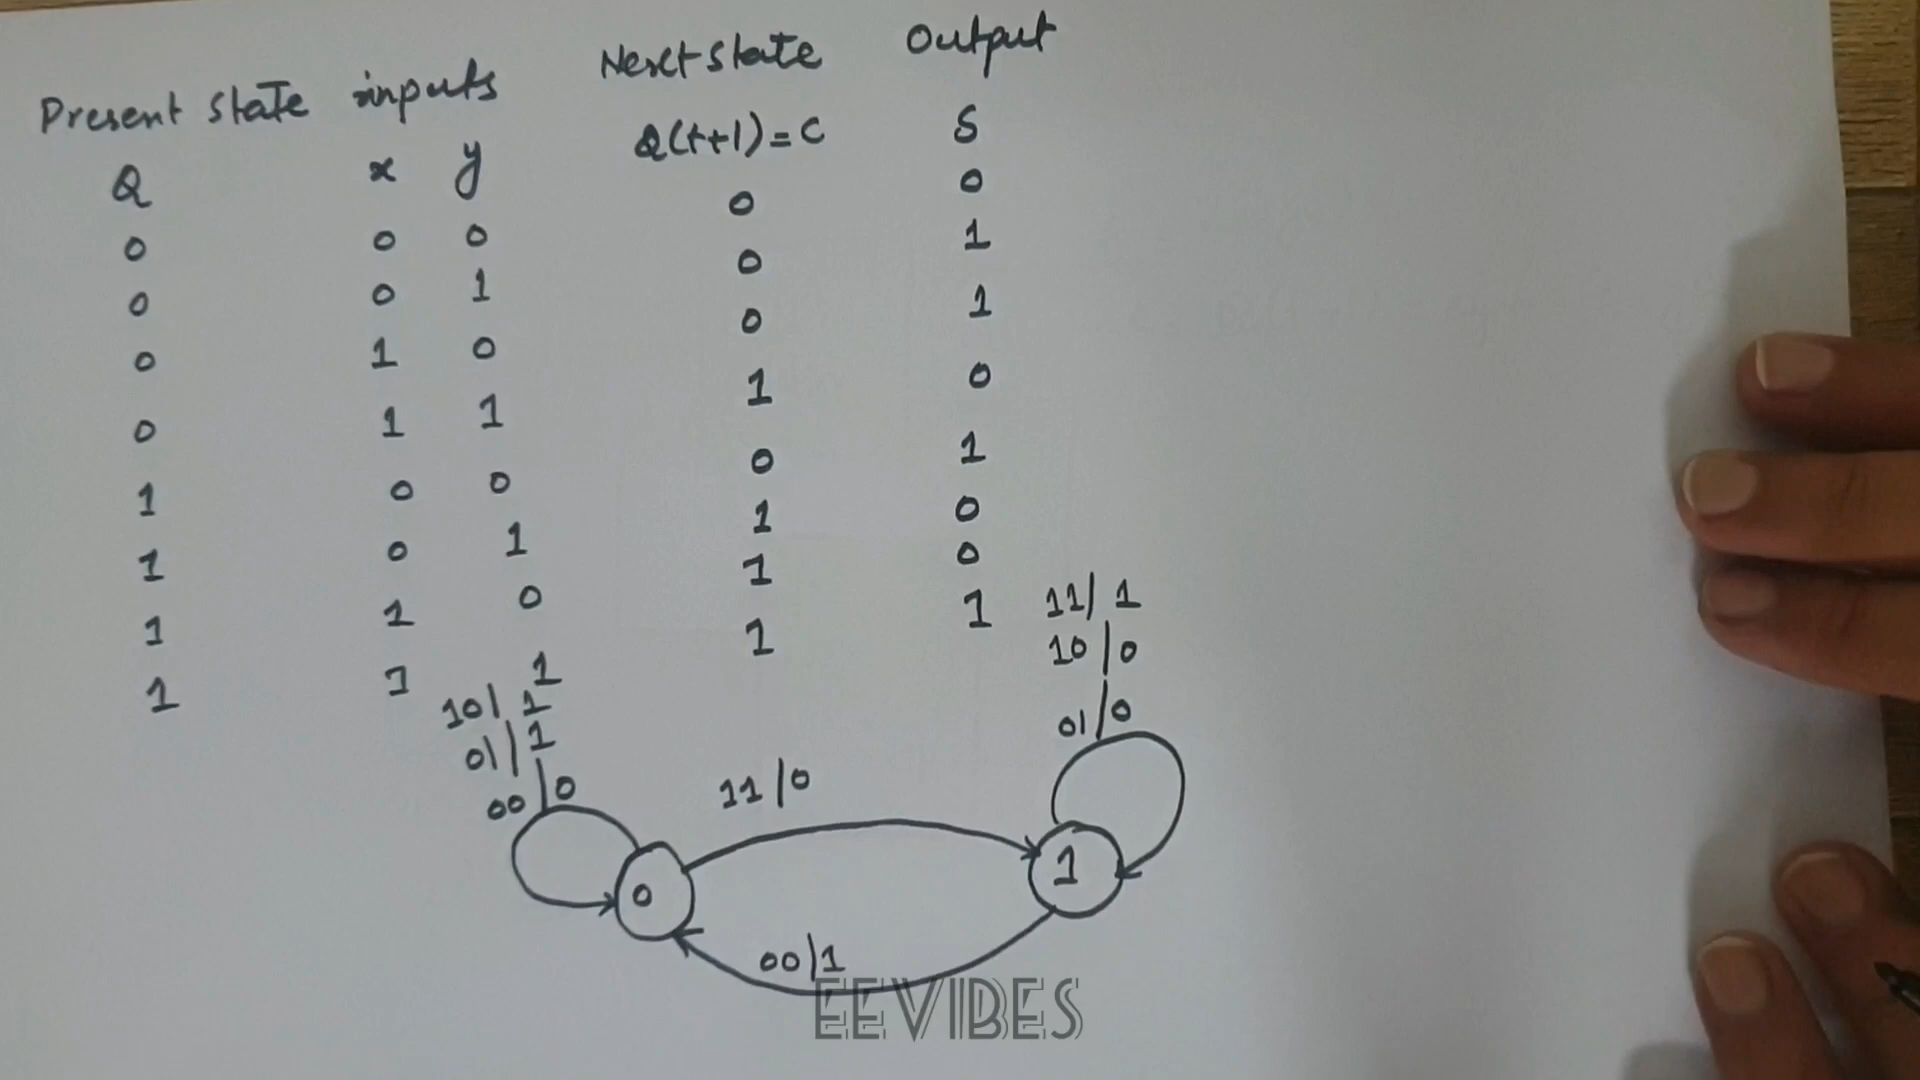 Present state inputs Next state Output
Q x y Q(t+1)=C S
0 0 0 0 0
0 0 1 0 1
0 1 0 0 1
0 1 1 1 0
1 0 0 0 1
1 0 1 1 0
1 1 0 1 0
1 1 1 1 1
11/1
10/0
01/0
10/1
01/1
00/0
11/0
0
1
00/1
EEVIBES